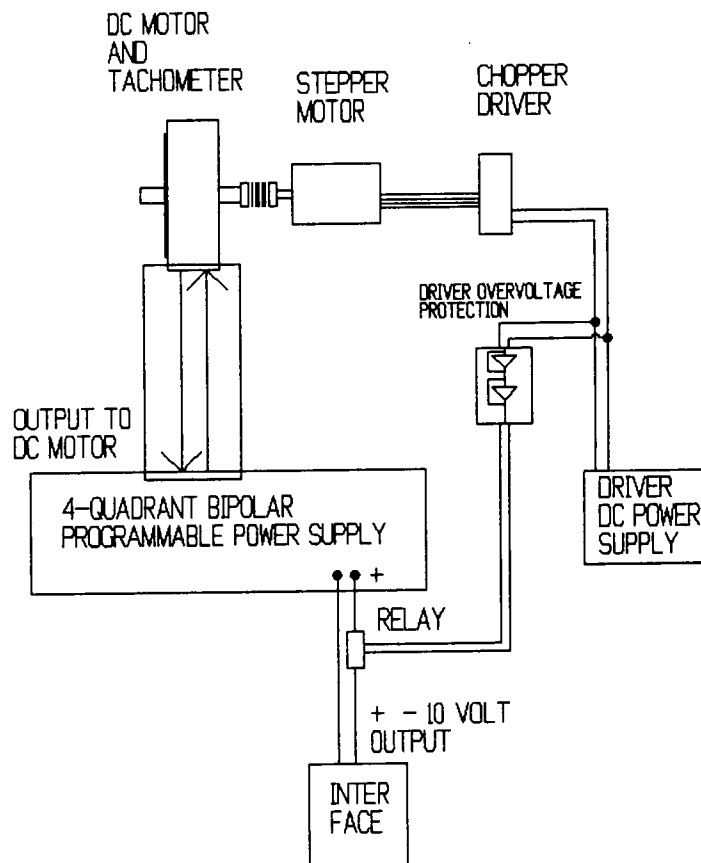 DC MOTOR
AND
TACHOMETER
STEPPER
MOTOR
CHOPPER
DRIVER
DRIVER OVERVOLTAGE
PROTECTION
OUTPUT TO
DC MOTOR
4-QUADRANT BIPOLAR
PROGRAMMABLE POWER SUPPLY
+
DRIVER
DC POWER
SUPPLY
RELAY
+ -10 VOLT
OUTPUT
INTER
FACE